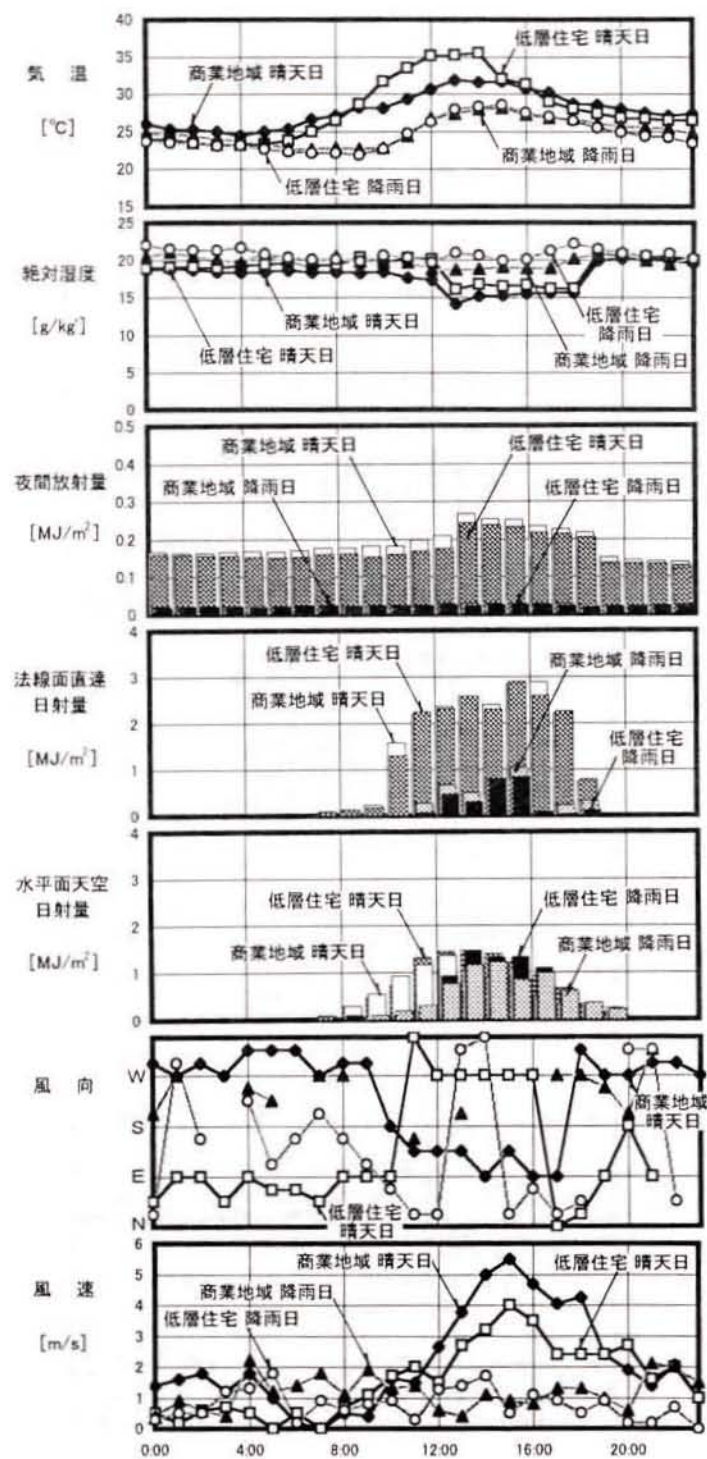 気 温
[℃]
40
35
30
25
20
15
低層住宅 晴天日
商業地域 晴天日
商業地域 降雨日
低層住宅 降雨日
絶対湿度
[g/kg']
25
20
15
10
5
0
商業地域 晴天日
低層住宅 晴天日
低層住宅
降雨日
商業地域 降雨日
夜間放射量
[MJ/m²]
0.5
0.4
0.3
0.2
0.1
0
商業地域 晴天日
低層住宅 晴天日
商業地域 降雨日
低層住宅 降雨日
法線面直達
日射量
[MJ/m²]
4
3
2
1
0
低層住宅 晴天日
商業地域 降雨日
商業地域 晴天日
低層住宅
降雨日
水平面天空
日射量
[MJ/m²]
4
3
2
1
0
低層住宅 晴天日
低層住宅 降雨日
商業地域 晴天日
商業地域 降雨日
風 向
W
S
E
N
商業地域
晴天日
低層住宅
晴天日
風 速
[m/s]
6
5
4
3
2
1
0
商業地域 晴天日
低層住宅 晴天日
商業地域 降雨日
低層住宅 降雨日
0:00 4:00 8:00 12:00 16:00 20:00